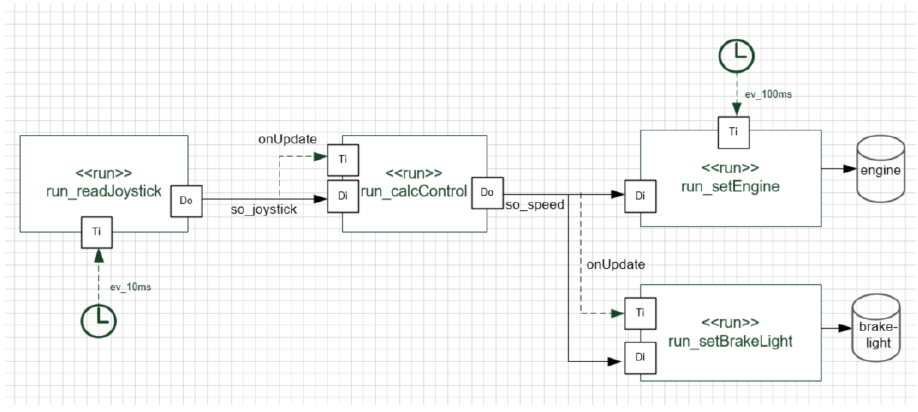 ev_100ms
Ti
onUpdate
<<run>>
run_readJoystick
Do
Ti
ev_10ms
so_joystick
Ti
Di
<<run>>
run_calcControl
Do
so_speed
<<run>>
run_setEngine
Di
engine
onUpdate
Ti
Di
<<run>>
run_setBrakeLight
brake-
light